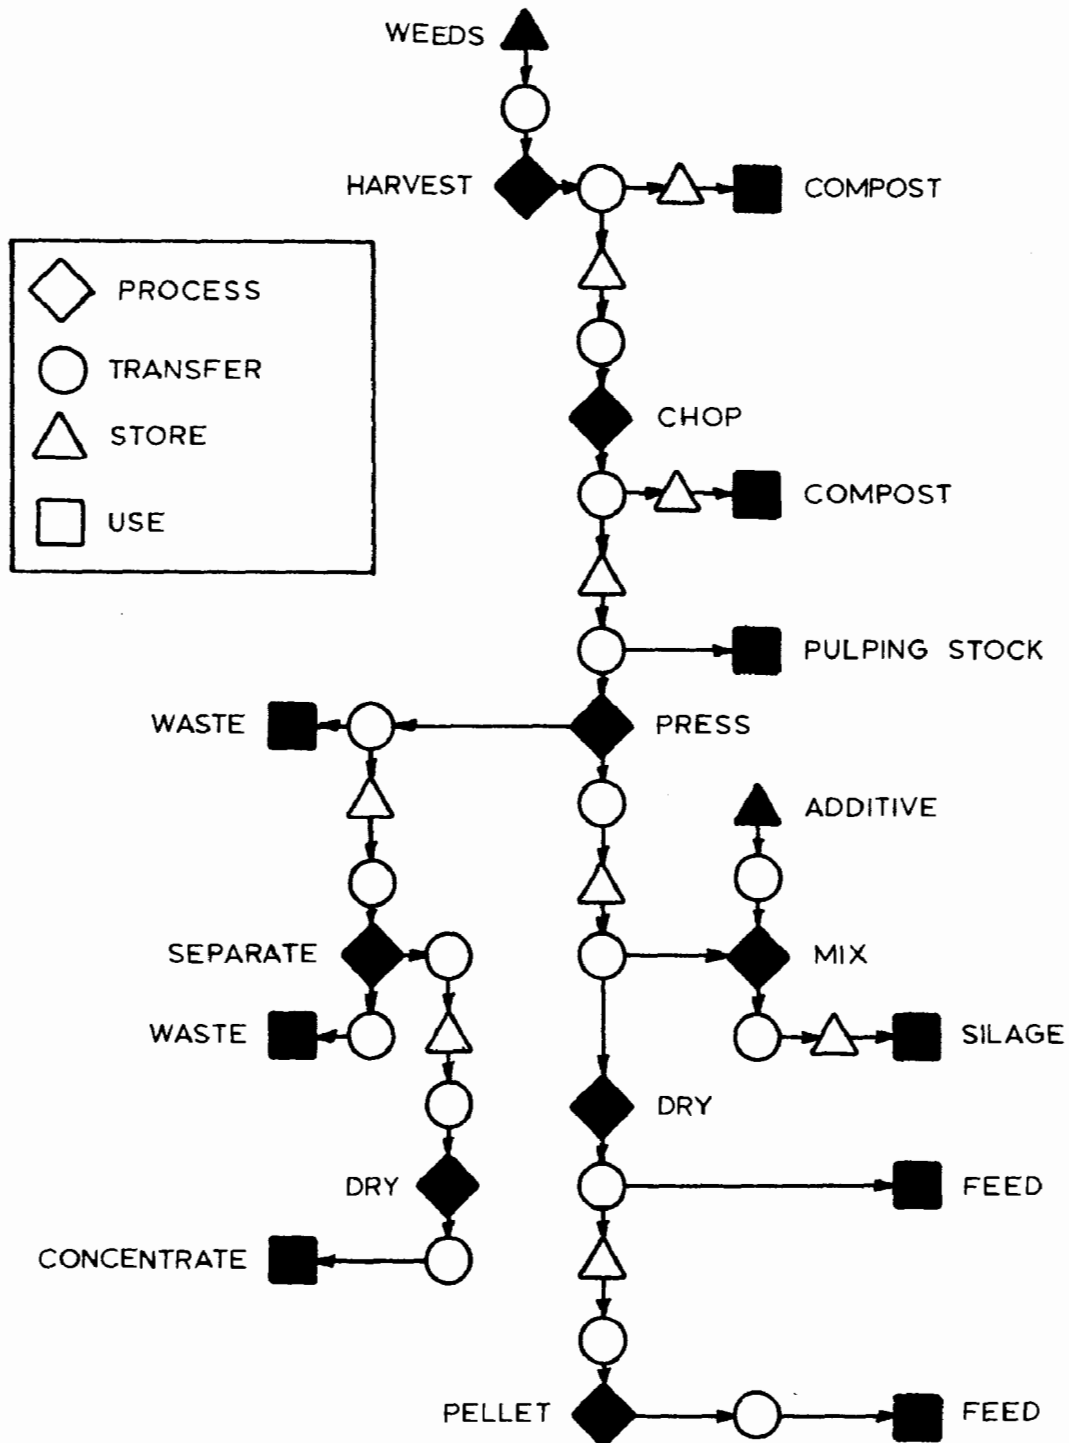 WEEDS
HARVEST
COMPOST
PROCESS
TRANSFER
STORE
USE
CHOP
COMPOST
PULPING STOCK
WASTE
PRESS
ADDITIVE
SEPARATE
MIX
WASTE
SILAGE
DRY
DRY
FEED
CONCENTRATE
PELLET
FEED